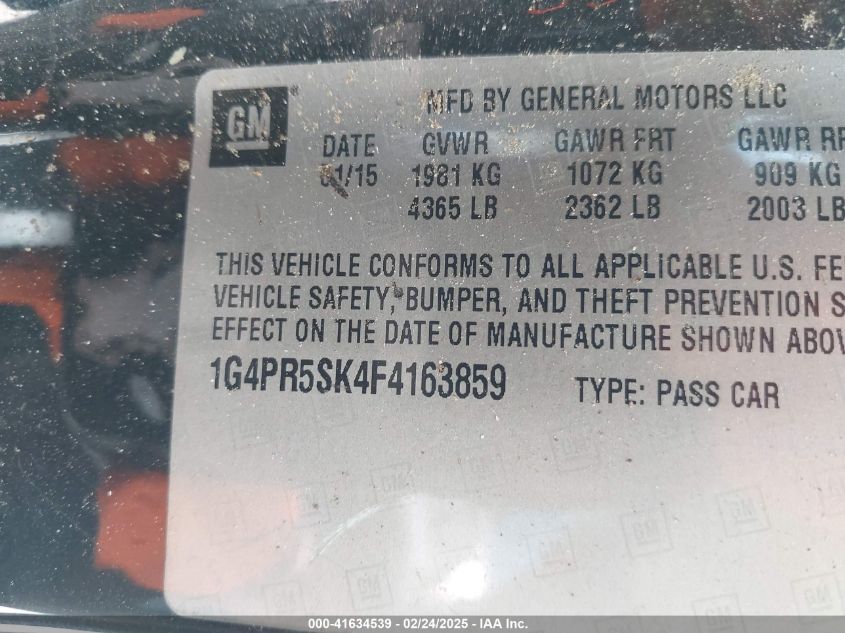 GM ® MFD BY GENERAL MOTORS LLC
DATE GVWR GAWR FRT GAWR RR
01/15 1981 KG 1072 KG 909 KG
4365 LB 2362 LB 2003 LB
THIS VEHICLE CONFORMS TO ALL APPLICABLE U.S. FE
VEHICLE SAFETY, BUMPER, AND THEFT PREVENTION S
EFFECT ON THE DATE OF MANUFACTURE SHOWN ABOV
1G4PR5SK4F4163859 TYPE: PASS CAR
000-41634539 - 02/24/2025 - IAA Inc.